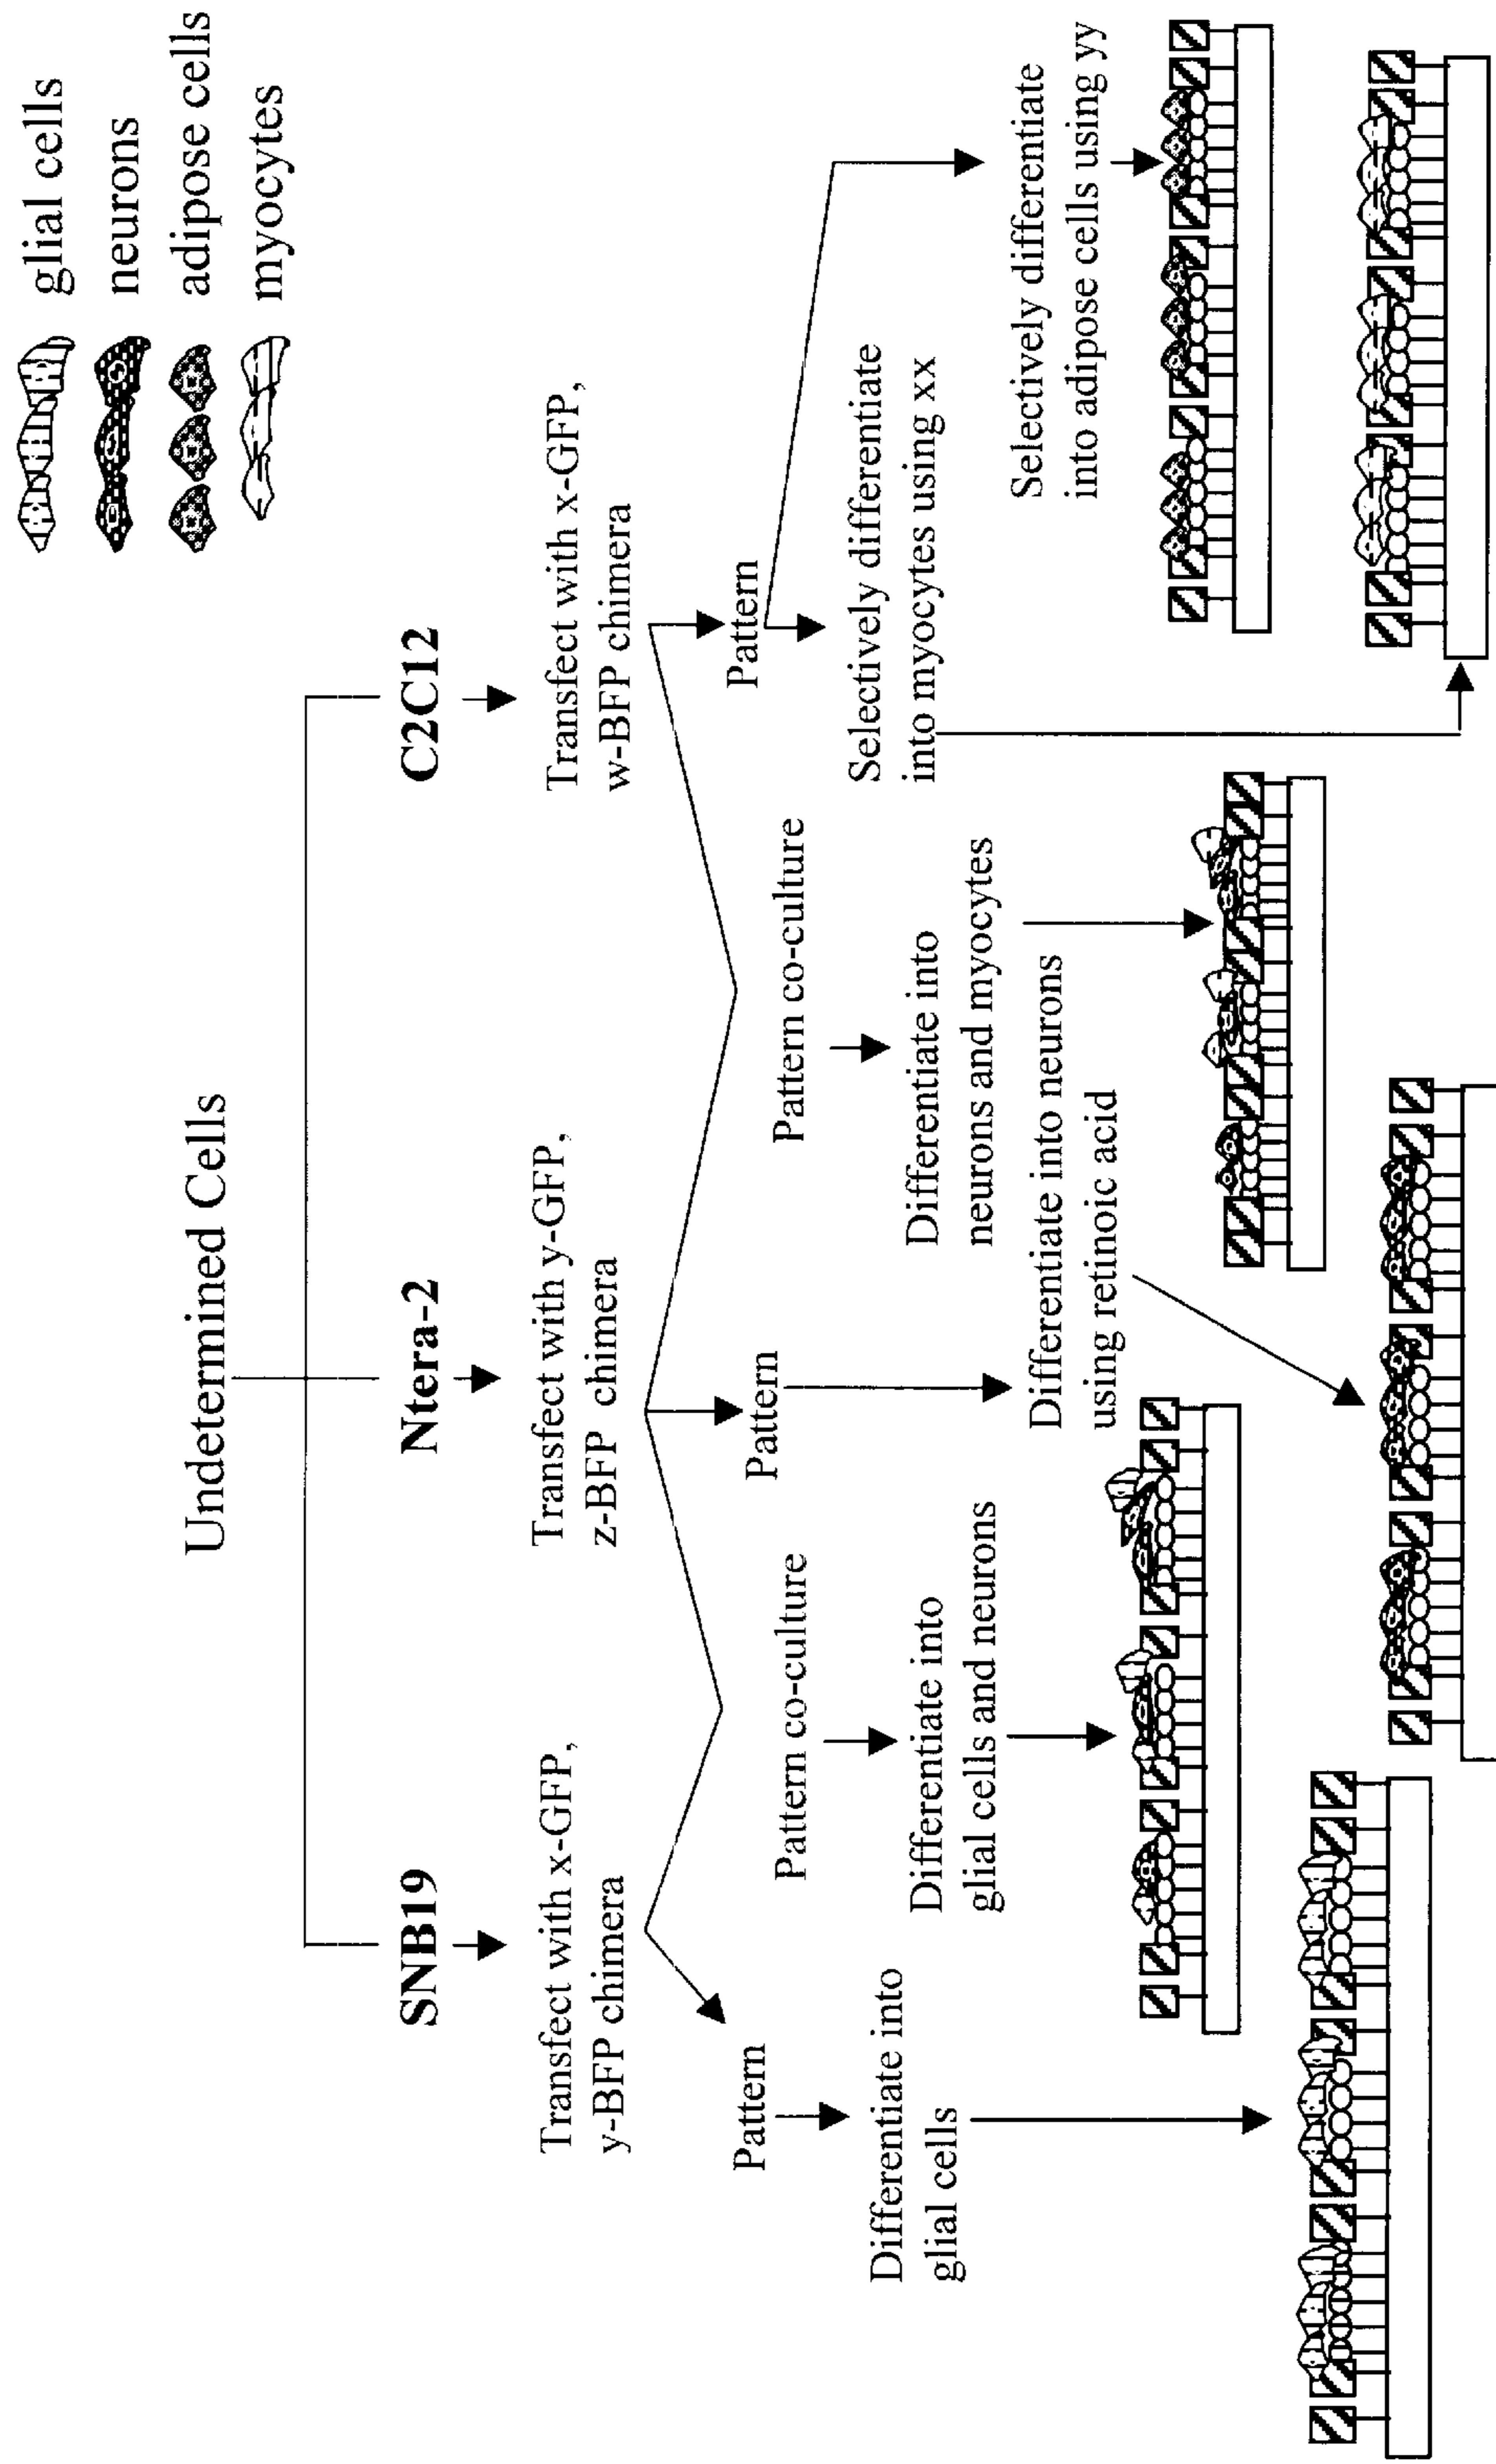 glial cells
neurons
adipose cells
myocytes
Undetermined Cells
SNB19
Ntera-2
C2C12
Transfect with x-GFP,
y-BFP chimera
Transfect with y-GFP,
z-BFP chimera
Transfect with x-GFP,
w-BFP chimera
Pattern
Pattern co-culture
Pattern
Pattern co-culture
Pattern
Differentiate into
glial cells
Differentiate into
glial cells and neurons
Differentiate into neurons
using retinoic acid
Differentiate into
neurons and myocytes
Selectively differentiate
into myocytes using xx
Selectively differentiate
into adipose cells using yy